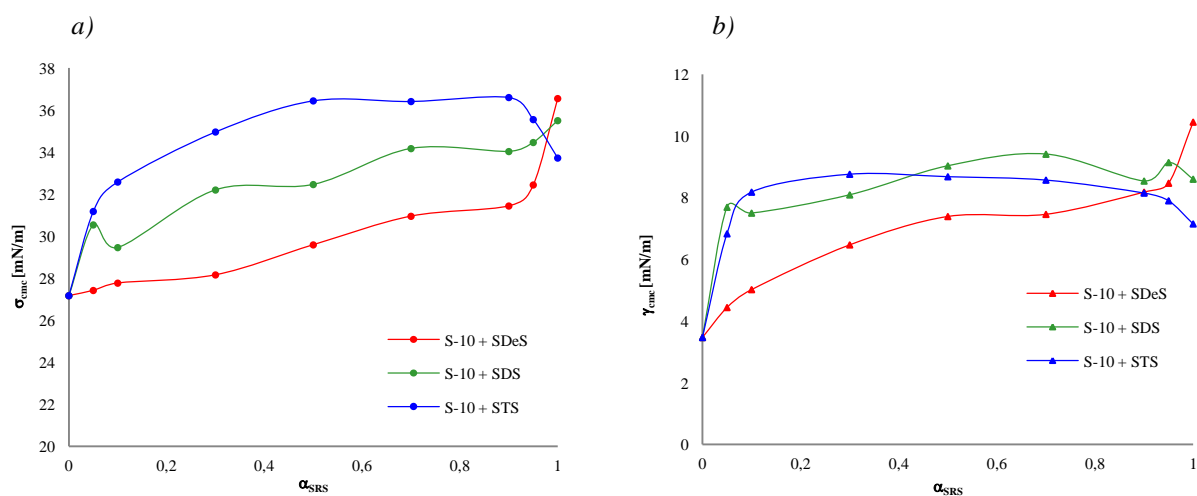 a)
38
36
34
32
30
28
26
24
22
20
σcmc [mN/m]
S-10 + SDeS
S-10 + SDS
S-10 + STS
0
0,2
0,4
0,6
0,8
1
αSRS
b)
12
10
8
6
4
2
0
γcmc [mN/m]
S-10 + SDeS
S-10 + SDS
S-10 + STS
0
0,2
0,4
0,6
0,8
1
αSRS